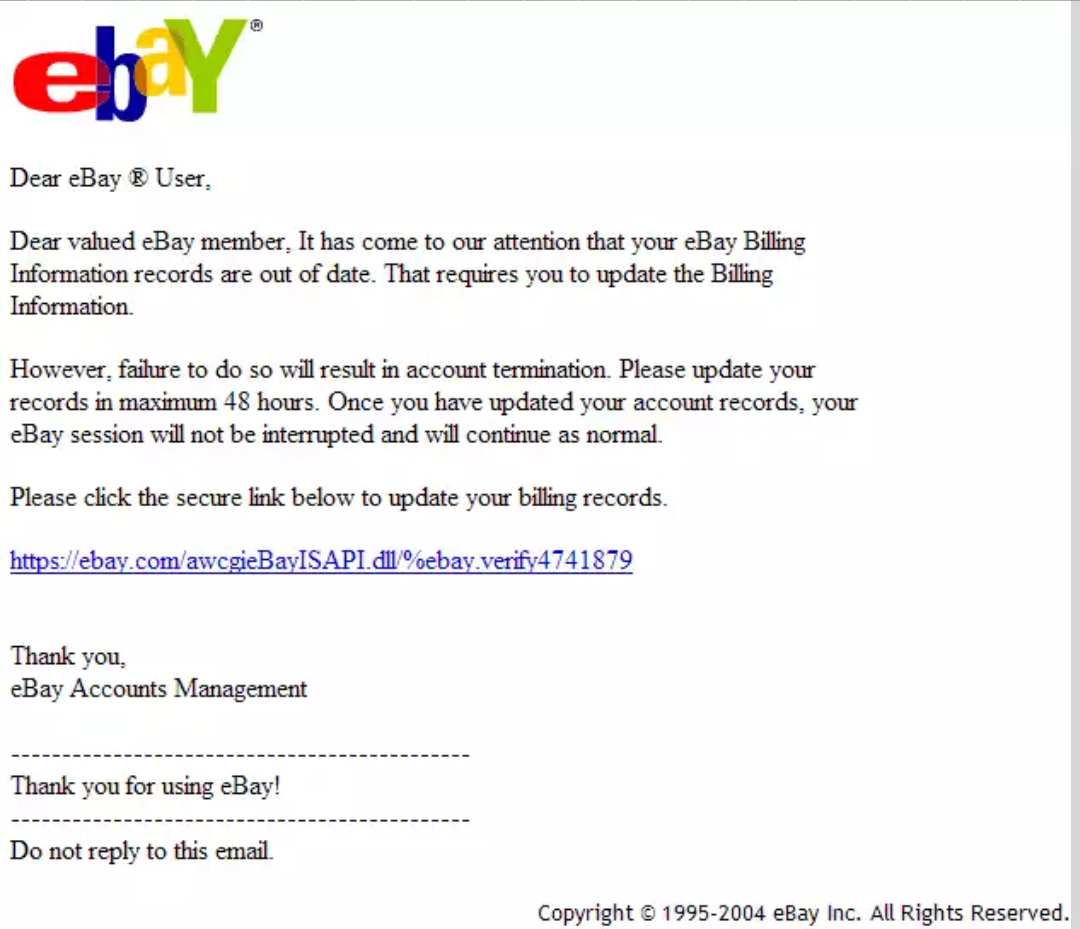 ebaY®
Dear eBay ® User,
Dear valued eBay member, It has come to our attention that your eBay Billing
Information records are out of date. That requires you to update the Billing
Information.
However, failure to do so will result in account termination. Please update your
records in maximum 48 hours. Once you have updated your account records, your
eBay session will not be interrupted and will continue as normal.
Please click the secure link below to update your billing records.
https://ebay.com/awcgieBayISAPI.dll/%ebay.verify4741879
Thank you,
eBay Accounts Management
---------------------------------------------
Thank you for using eBay!
---------------------------------------------
Do not reply to this email.
Copyright © 1995-2004 eBay Inc. All Rights Reserved.